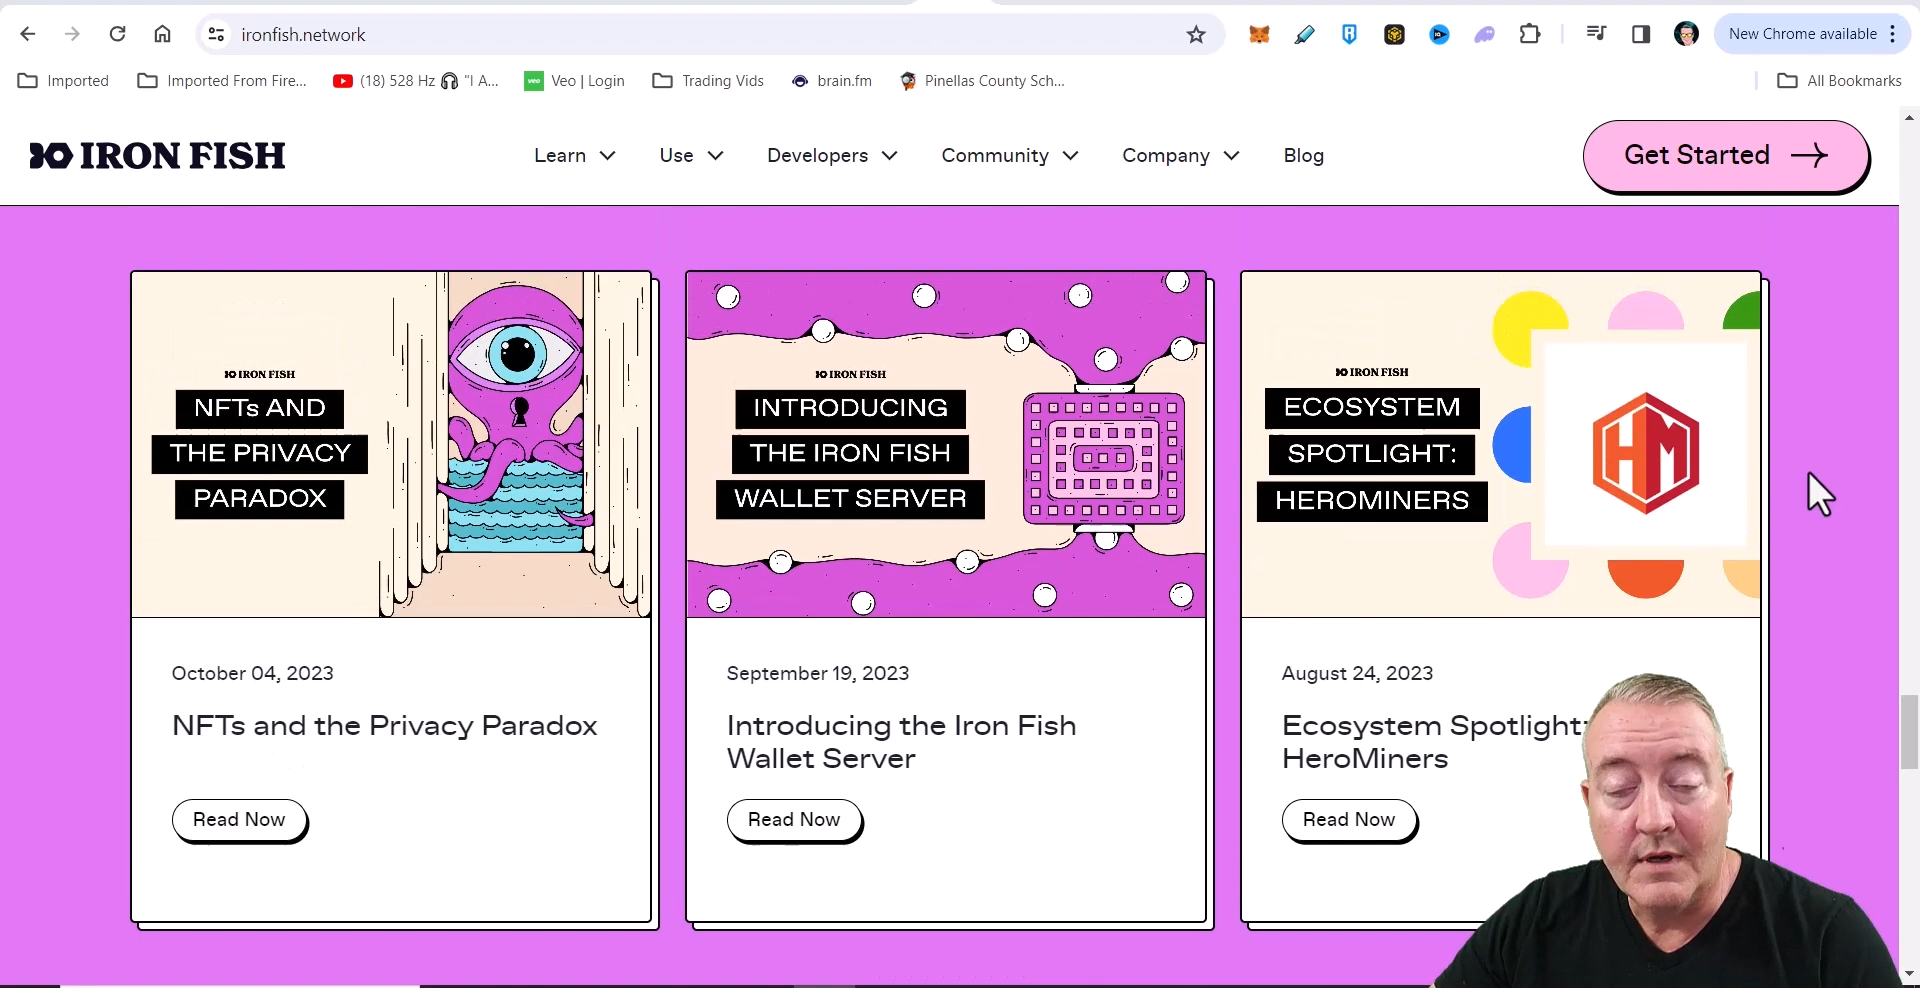 ironfish.network
New Chrome available
Imported
Imported From Fire...
(18) 528 Hz "I A...
veo
Veo | Login
Trading Vids
brain.fm
Pinellas County Sch...
All Bookmarks
IRON FISH
Learn
Use
Developers
Community
Company
Blog
Get Started
IRON FISH
NFTs AND
THE PRIVACY
PARADOX
October 04, 2023
NFTs and the Privacy Paradox
Read Now
IRON FISH
INTRODUCING
THE IRON FISH
WALLET SERVER
September 19, 2023
Introducing the Iron Fish
Wallet Server
Read Now
IRON FISH
ECOSYSTEM
SPOTLIGHT:
HEROMINERS
HM
August 24, 2023
Ecosystem Spotlight:
HeroMiners
Read Now